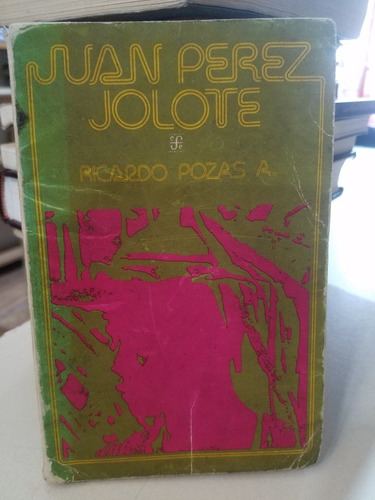 JUAN PEREZ
JOLOTE
RICARDO POZAS A.